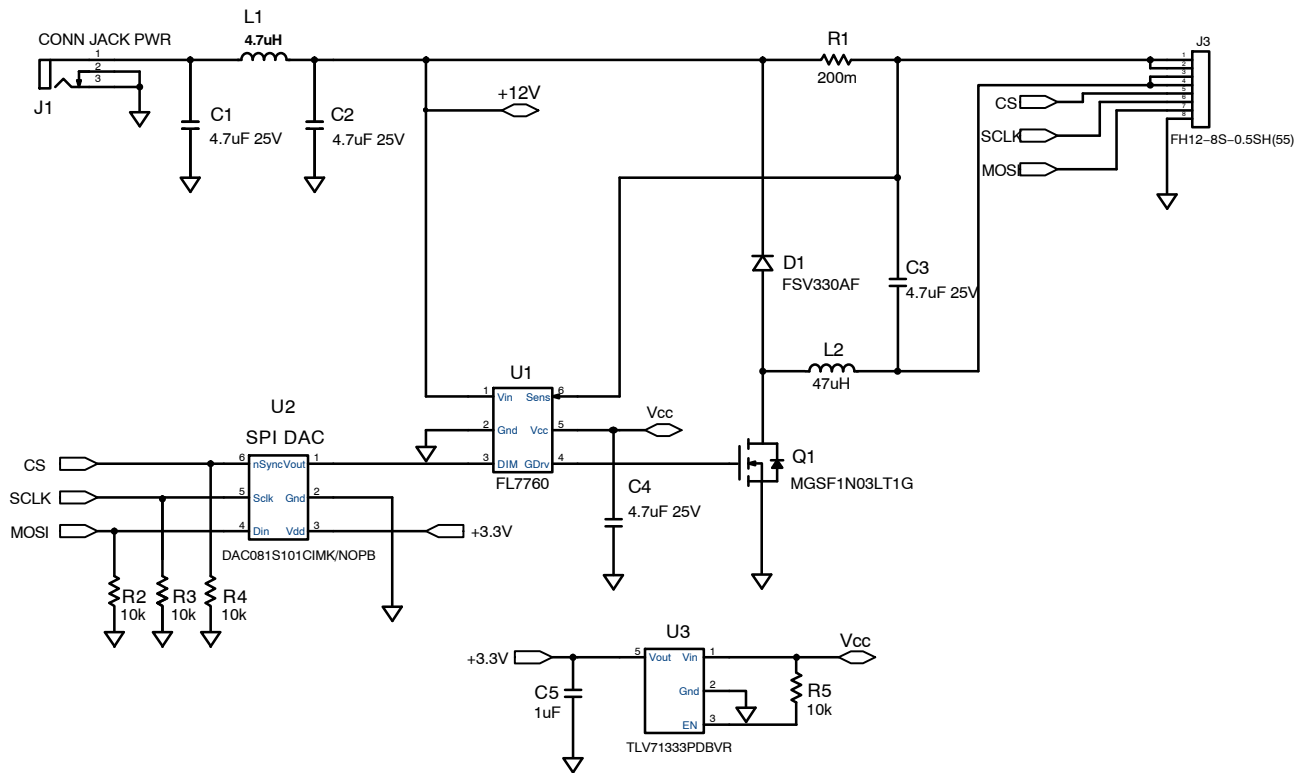 L1
4.7uH
CONN JACK PWR
1
2
3
J1
C1
4.7uF 25V
C2
4.7uF 25V
+12V
R1
200m
J3
1
2
3
4
5
6
7
8
CS
SCLK
MOSI
FH12-8S-0.5SH(55)
D1
FSV330AF
C3
4.7uF 25V
L2
47uH
U1
1 Vin Sens 6
2 Gnd Vcc 5
3 DIM GDrv 4
FL7760
Vcc
C4
4.7uF 25V
Q1
MGSF1N03LT1G
U2
SPI DAC
CS
SCLK
MOSI
6 nSync Vout 1
5 Sclk Gnd 2
4 Din Vdd 3
DAC081S101CIMK/NOPB
+3.3V
R2
10k
R3
10k
R4
10k
U3
+3.3V
5 Vout Vin 1
Gnd 2
EN 3
TLV71333PDBVR
Vcc
C5
1uF
R5
10k